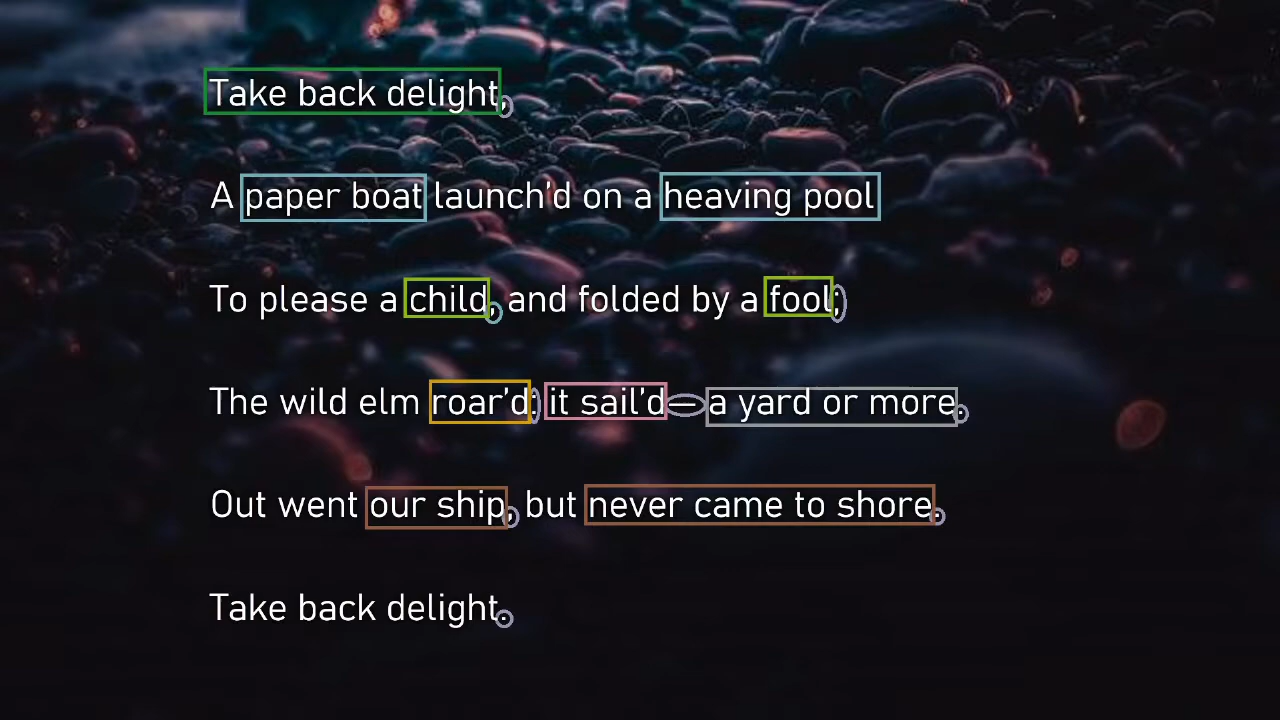 Take back delight,
A paper boat launch’d on a heaving pool
To please a child, and folded by a fool;
The wild elm roar’d: it sail’d—a yard or more.
Out went our ship, but never came to shore.
Take back delight.